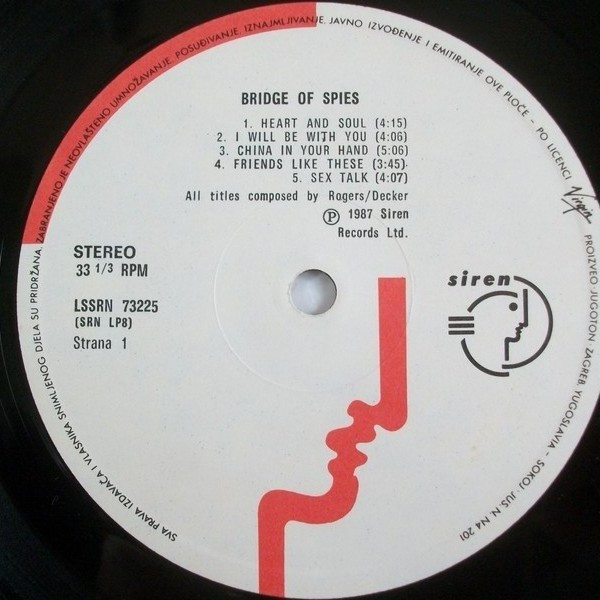 SVA PRAVA IZDAVAČA I VLASNIKA SNIMLJENOG DJELA SU PRIDRŽANA. ZABRANJENO JE NEOVLAŠTENO UMNOŽAVANJE, POSUĐIVANJE, IZNAJMLJIVANJE, JAVNO IZVOĐENJE I EMITIRANJE OVE PLOČE - PO LICENCI Virgin
PROIZVEO JUGOTON - ZAGREB, YUGOSLAVIA - SOKOJ - JUS. N. N4 201
BRIDGE OF SPIES
1. HEART AND SOUL (4:15)
2. I WILL BE WITH YOU (4:06)
3. CHINA IN YOUR HAND (5:06)
4. FRIENDS LIKE THESE (3:45)
5. SEX TALK (4:07)
All titles composed by Rogers/Decker
Ⓟ 1987 Siren
Records Ltd.
STEREO
33 1/3 RPM
LSSRN 73225
(SRN LP8)
Strana 1
siren